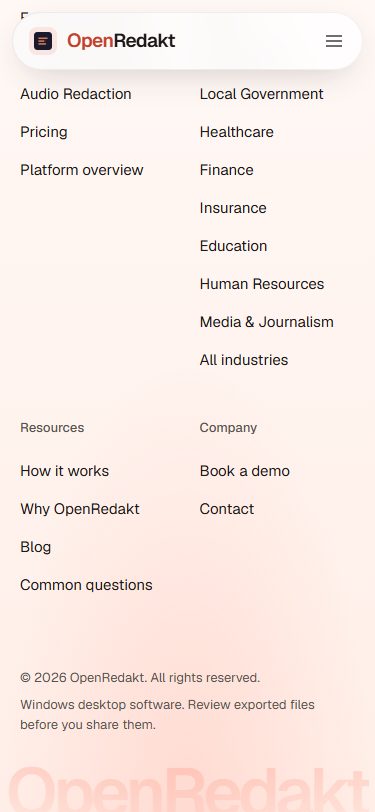 OpenRedakt
Audio Redaction
Pricing
Platform overview
Local Government
Healthcare
Finance
Insurance
Education
Human Resources
Media & Journalism
All industries
Resources
How it works
Why OpenRedakt
Blog
Common questions
Company
Book a demo
Contact
© 2026 OpenRedakt. All rights reserved.
Windows desktop software. Review exported files
before you share them.
OpenRedakt